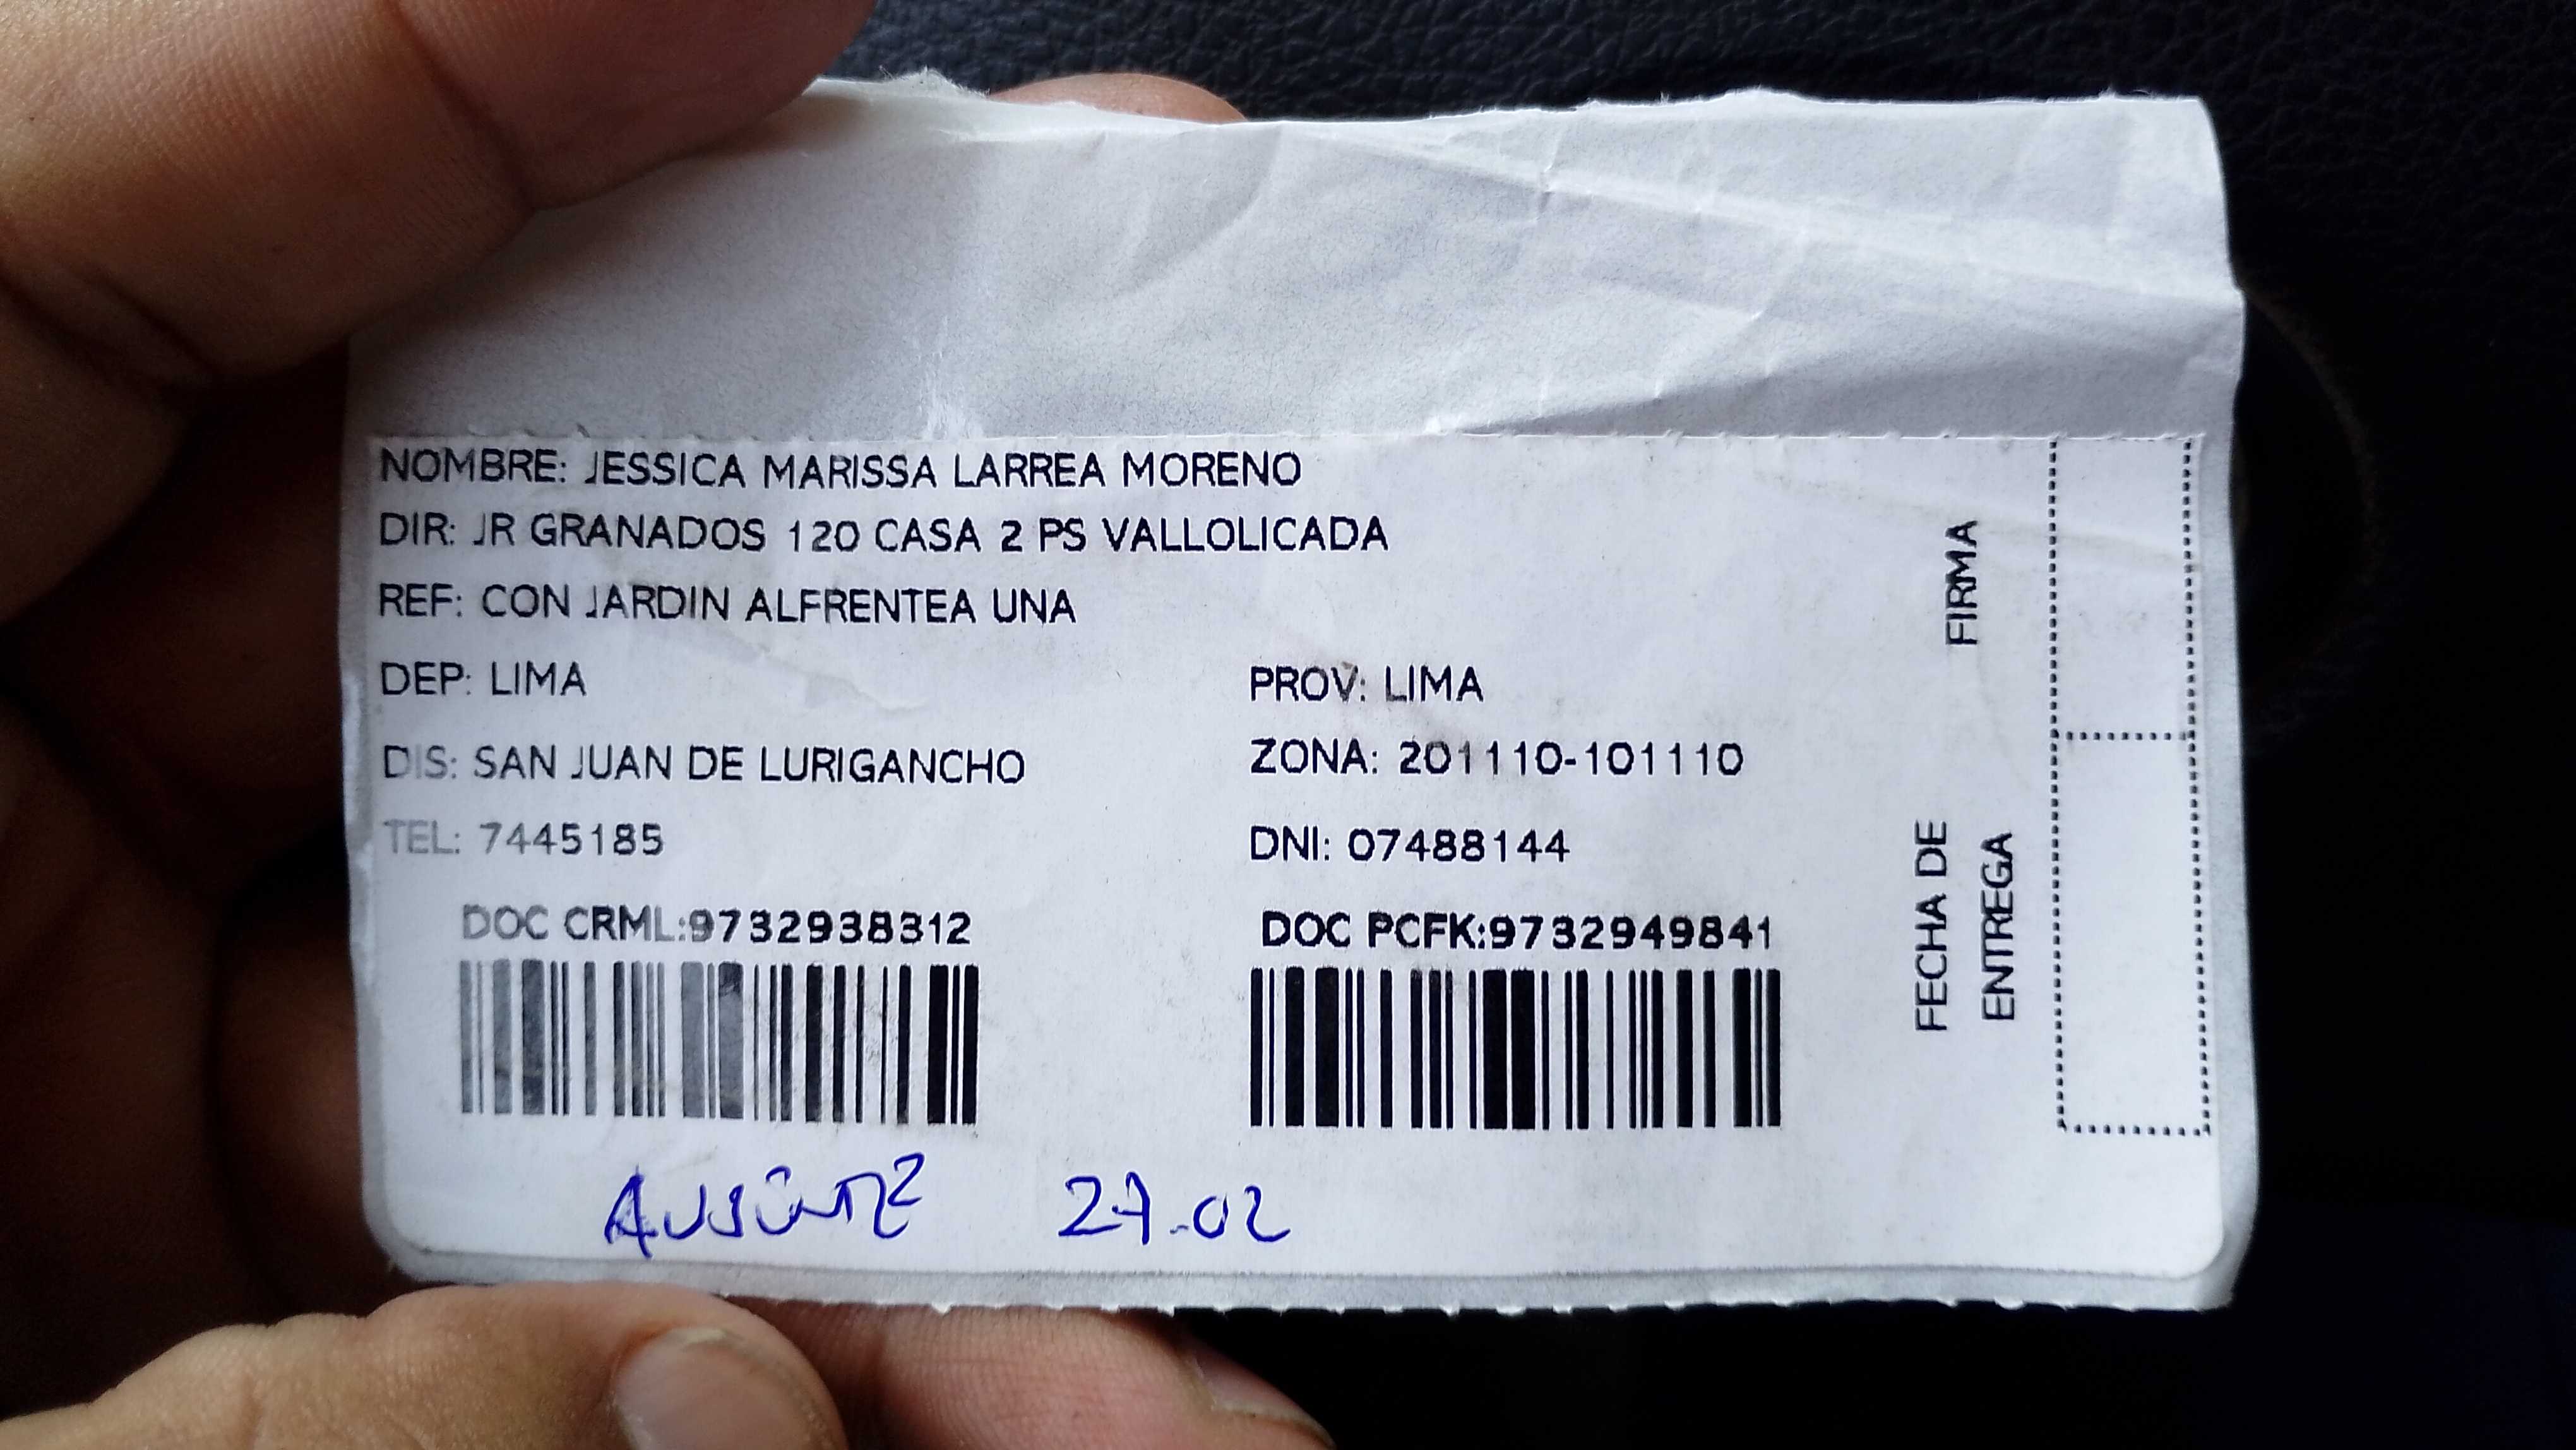 NOMBRE: JESSICA MARISSA LARREA MORENO
DIR: JR GRANADOS 120 CASA 2 PS VALLOLICADA
REF: CON JARDIN ALFRENTEA UNA
DEP: LIMA
PROV: LIMA
DIS: SAN JUAN DE LURIGANCHO
ZONA: 201110-101110
TEL: 7445185
DNI: 07488144
DOC CRML:9732938312
DOC PCFK:9732949841
AUSENTE 27-02
FIRMA
FECHA DE
ENTREGA